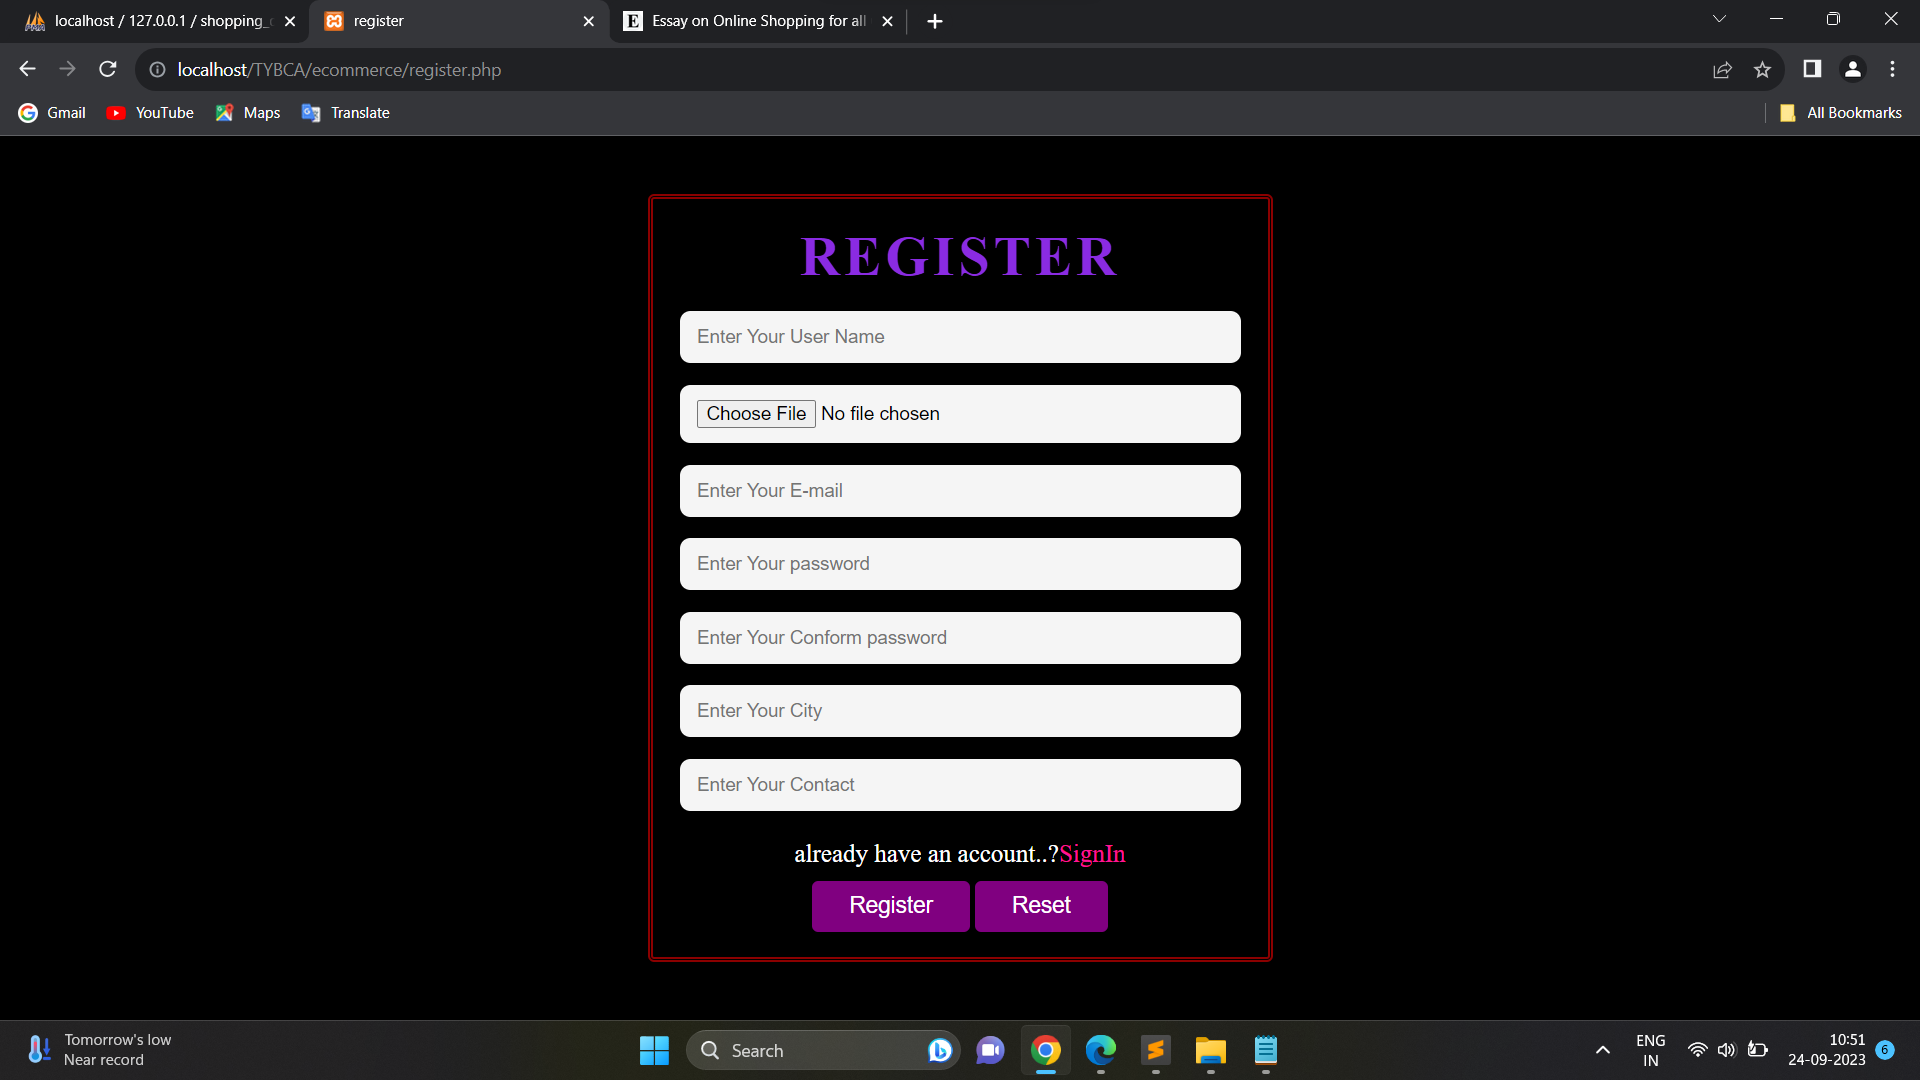 localhost / 127.0.0.1 / shopping_
register
Essay on Online Shopping for all
localhost/TYBCA/ecommerce/register.php
Gmail
YouTube
Maps
Translate
All Bookmarks
REGISTER
Enter Your User Name
Choose File No file chosen
Enter Your E-mail
Enter Your password
Enter Your Conform password
Enter Your City
Enter Your Contact
already have an account..?SignIn
Register
Reset
Tomorrow's low
Near record
Search
ENG
IN
10:51
24-09-2023
6